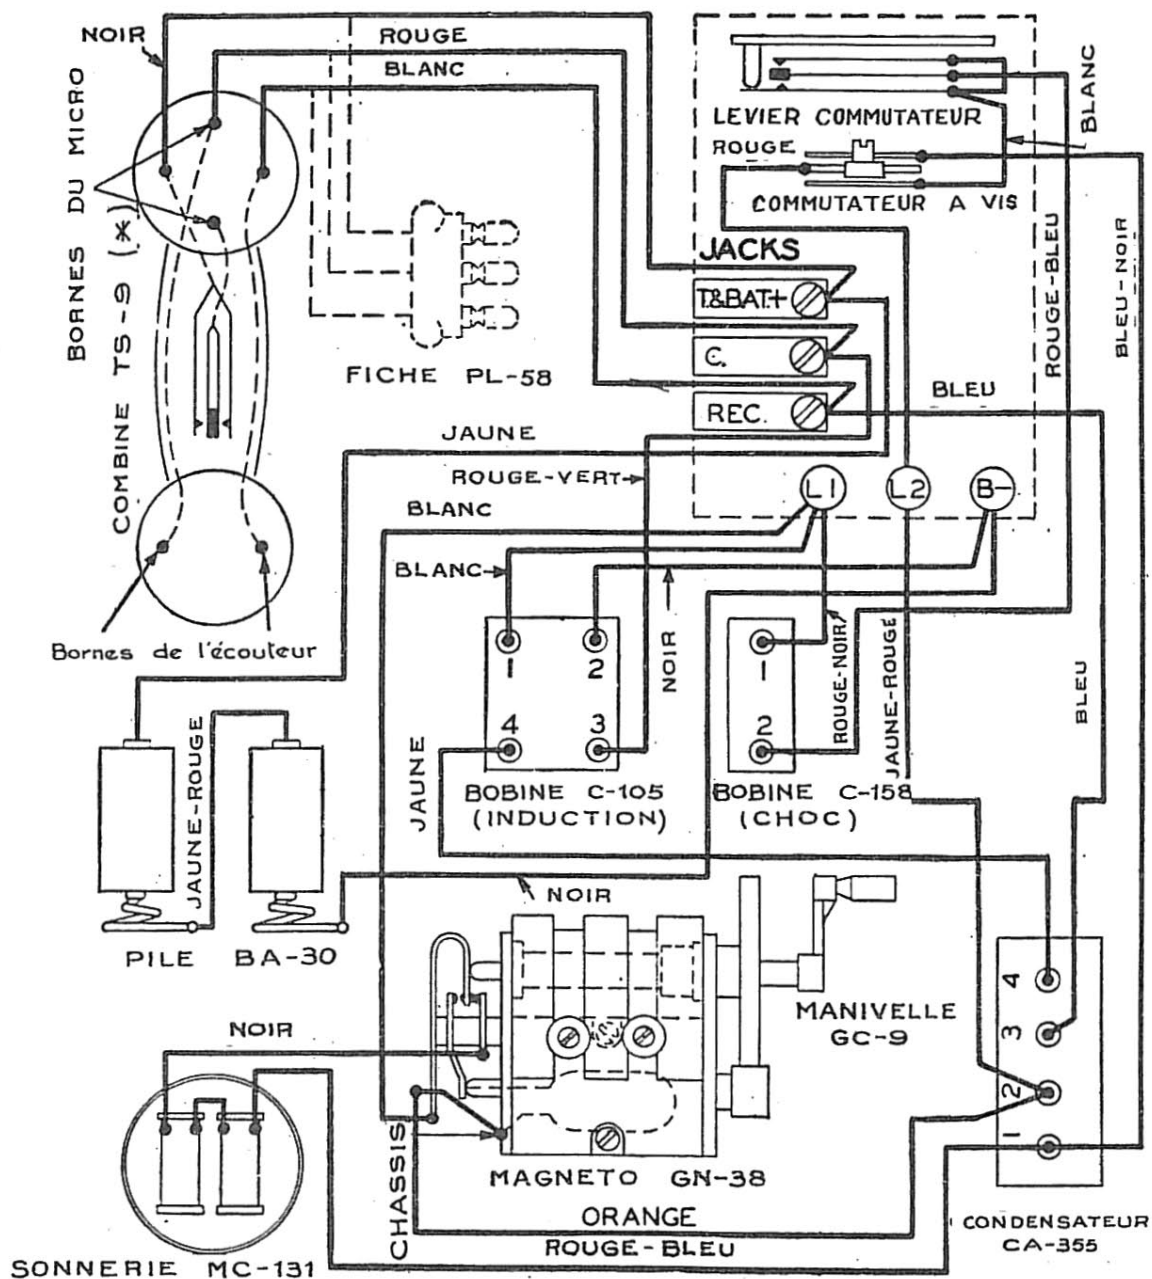 NOIR
ROUGE
BLANC
BORNES DU MICRO
COMBINE TS-9 (*)
LEVIER COMMUTATEUR
BLANC
ROUGE
COMMUTATEUR A VIS
JACKS
T.&BAT.+
C.
REC.
ROUGE-BLEU
BLEU-NOIR
FICHE PL-58
BLEU
JAUNE
ROUGE-VERT
BLANC
L1
L2
B-
BLANC
NOIR
Bornes de l'écouteur
1
2
4
3
1
2
ROUGE-NOIR
JAUNE-ROUGE
BLEU
JAUNE-ROUGE
JAUNE
BOBINE C-105
(INDUCTION)
BOBINE C-158
(CHOC)
NOIR
PILE BA-30
MANIVELLE
GC-9
4
3
2
1
NOIR
CHASSIS
MAGNETO GN-38
ORANGE
ROUGE-BLEU
CONDENSATEUR
CA-355
SONNERIE MC-131